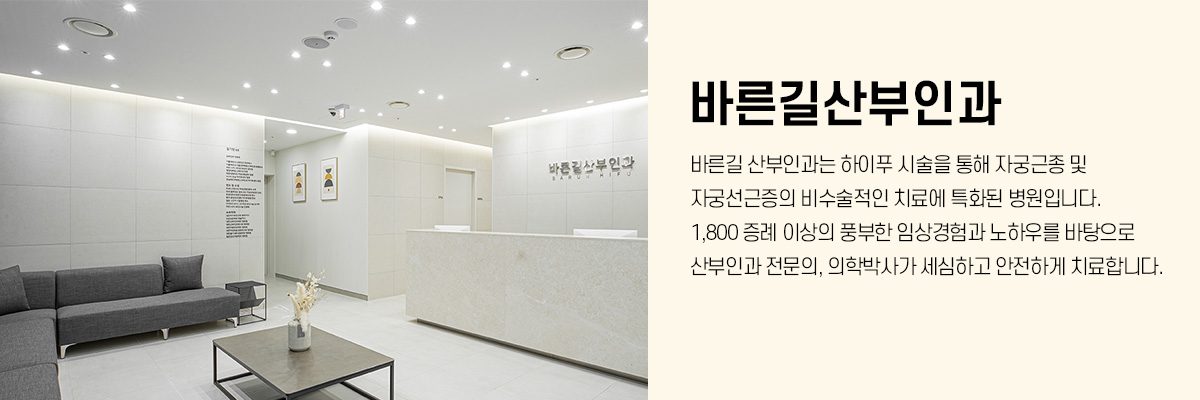 바른길산부인과
BARUN HIFU
바른길산부인과
바른길 산부인과는 하이푸 시술을 통해 자궁근종 및
자궁선근증의 비수술적인 치료에 특화된 병원입니다.
1,800 증례 이상의 풍부한 임상경험과 노하우를 바탕으로
산부인과 전문의, 의학박사가 세심하고 안전하게 치료합니다.